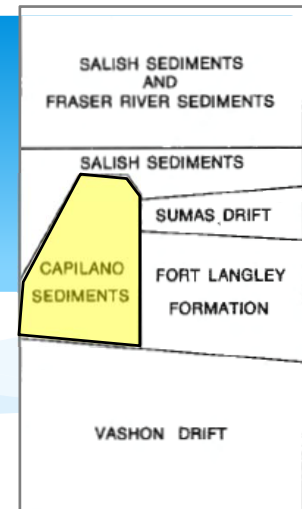 SALISH SEDIMENTS
AND
FRASER RIVER SEDIMENTS
SALISH SEDIMENTS
SUMAS DRIFT
CAPILANO
SEDIMENTS
FORT LANGLEY
FORMATION
VASHON DRIFT